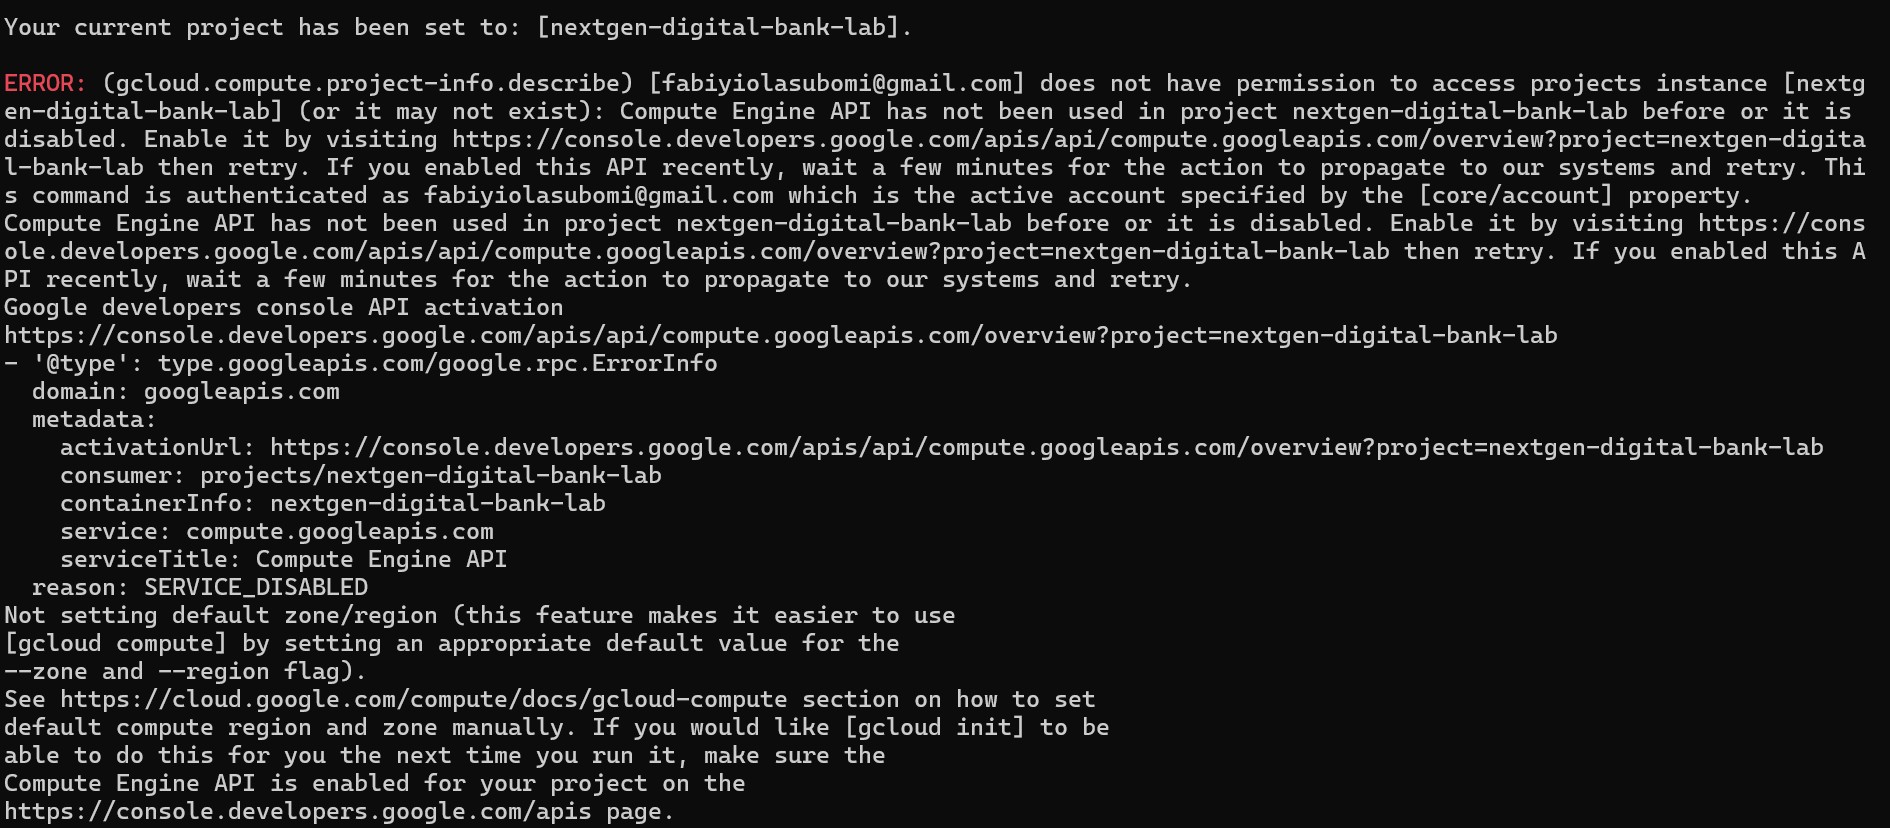 Your current project has been set to: [nextgen-digital-bank-lab].
ERROR: (gcloud.compute.project-info.describe) [fabiyiolasubomi@gmail.com] does not have permission to access projects instance [nextg
en-digital-bank-lab] (or it may not exist): Compute Engine API has not been used in project nextgen-digital-bank-lab before or it is
disabled. Enable it by visiting https://console.developers.google.com/apis/api/compute.googleapis.com/overview?project=nextgen-digita
l-bank-lab then retry. If you enabled this API recently, wait a few minutes for the action to propagate to our systems and retry. Thi
s command is authenticated as fabiyiolasubomi@gmail.com which is the active account specified by the [core/account] property.
Compute Engine API has not been used in project nextgen-digital-bank-lab before or it is disabled. Enable it by visiting https://cons
ole.developers.google.com/apis/api/compute.googleapis.com/overview?project=nextgen-digital-bank-lab then retry. If you enabled this A
PI recently, wait a few minutes for the action to propagate to our systems and retry.
Google developers console API activation
https://console.developers.google.com/apis/api/compute.googleapis.com/overview?project=nextgen-digital-bank-lab
- '@type': type.googleapis.com/google.rpc.ErrorInfo
  domain: googleapis.com
  metadata:
    activationUrl: https://console.developers.google.com/apis/api/compute.googleapis.com/overview?project=nextgen-digital-bank-lab
    consumer: projects/nextgen-digital-bank-lab
    containerInfo: nextgen-digital-bank-lab
    service: compute.googleapis.com
    serviceTitle: Compute Engine API
  reason: SERVICE_DISABLED
Not setting default zone/region (this feature makes it easier to use
[gcloud compute] by setting an appropriate default value for the
--zone and --region flag).
See https://cloud.google.com/compute/docs/gcloud-compute section on how to set
default compute region and zone manually. If you would like [gcloud init] to be
able to do this for you the next time you run it, make sure the
Compute Engine API is enabled for your project on the
https://console.developers.google.com/apis page.